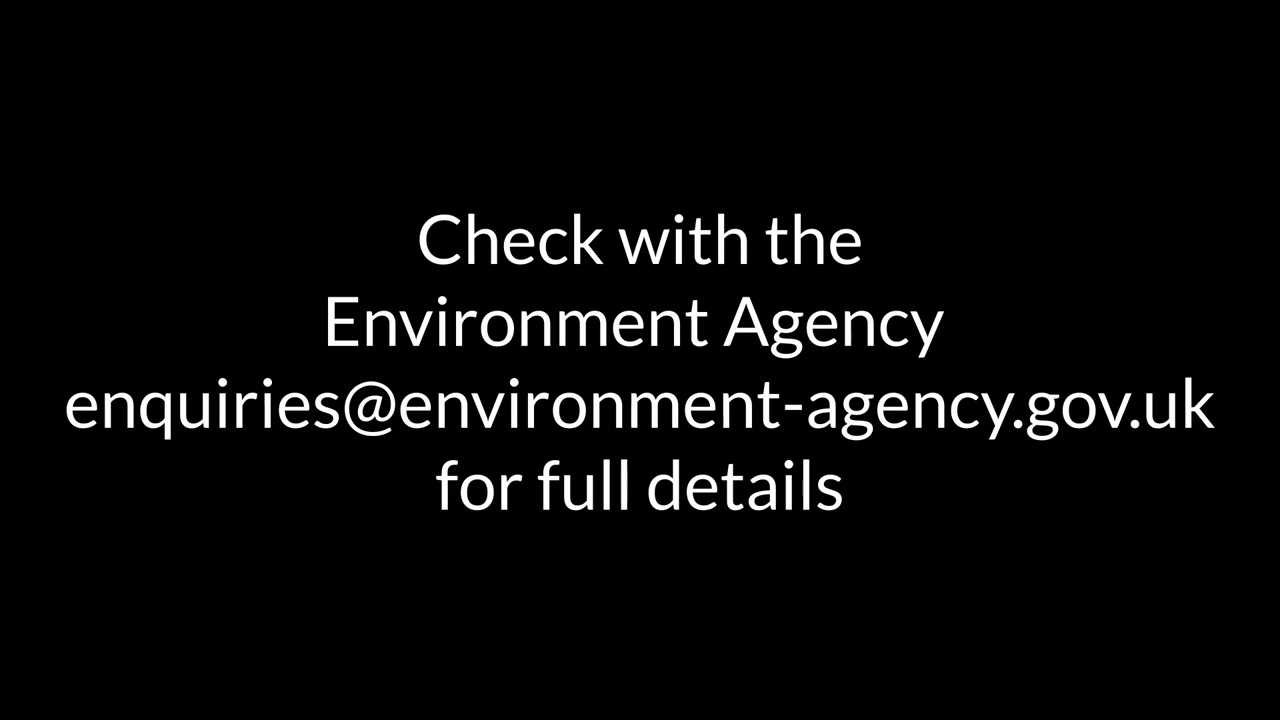 Check with the
Environment Agency
enquiries@environment-agency.gov.uk
for full details